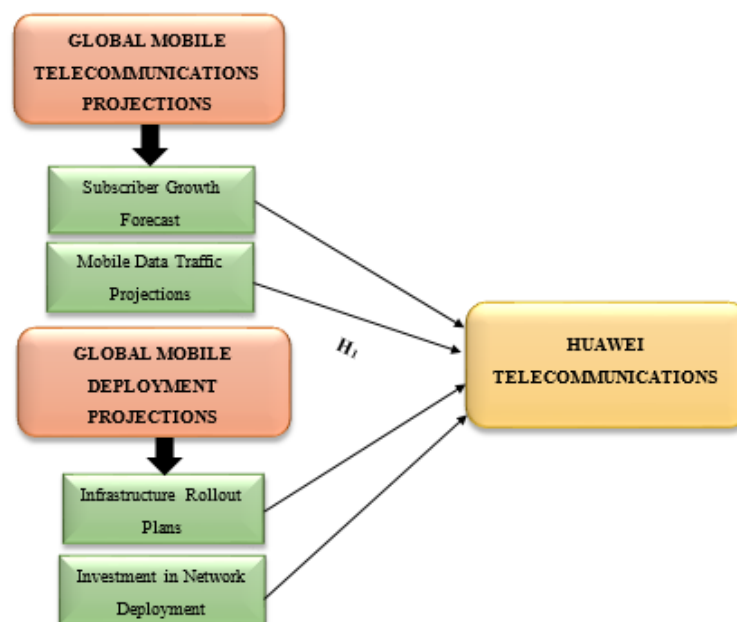 GLOBAL MOBILE
TELECOMMUNICATIONS
PROJECTIONS
Subscriber Growth
Forecast
Mobile Data Traffic
Projections
H1
GLOBAL MOBILE
DEPLOYMENT
PROJECTIONS
HUAWEI
TELECOMMUNICATIONS
Infrastructure Rollout
Plans
Investment in Network
Deployment